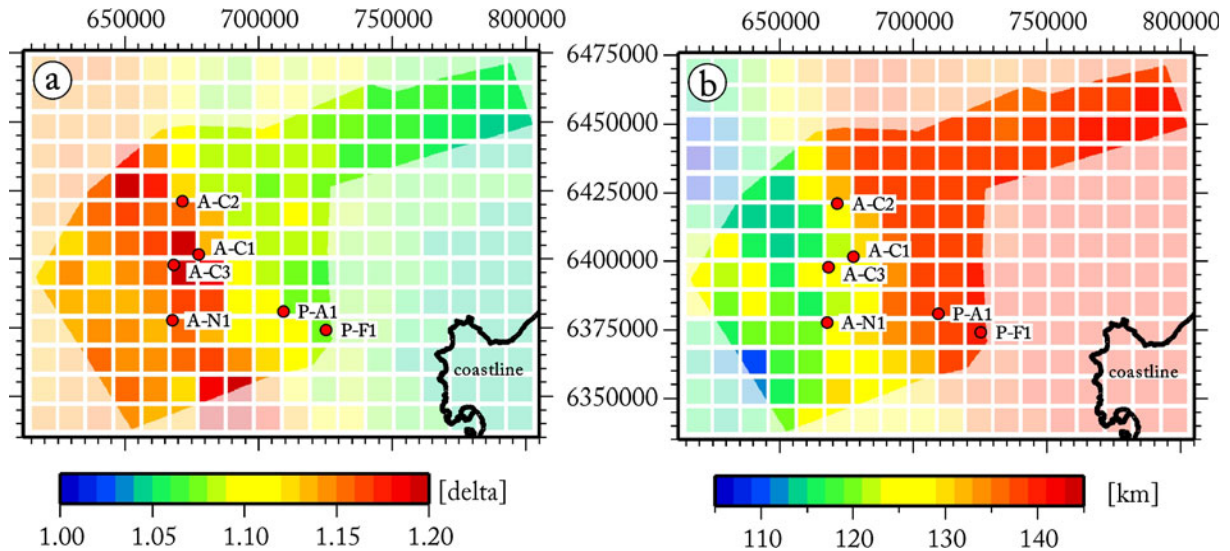 650000 700000 750000 800000
650000 700000 750000 800000
a
b
6475000
6450000
6425000
6400000
6375000
6350000
A-C2
A-C1
A-C3
A-N1
P-A1
P-F1
coastline
A-C2
A-C1
A-C3
A-N1
P-A1
P-F1
coastline
[delta]
1.00 1.05 1.10 1.15 1.20
[km]
110 120 130 140